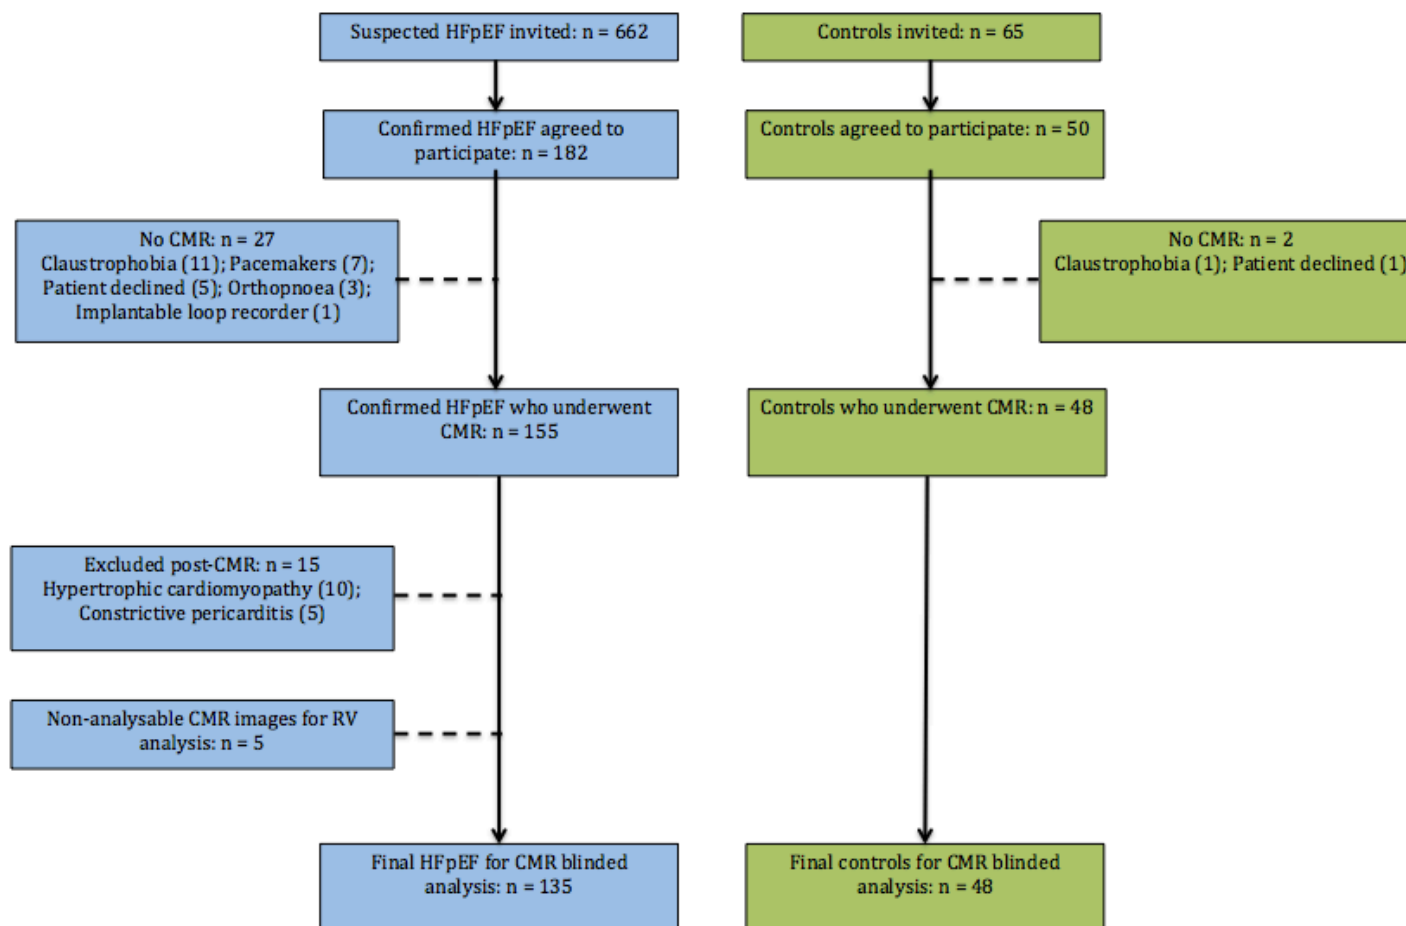 Suspected HFpEF invited: n = 662
Controls invited: n = 65
Confirmed HFpEF agreed to
participate: n = 182
Controls agreed to participate: n = 50
No CMR: n = 27
Claustrophobia (11); Pacemakers (7);
Patient declined (5); Orthopnoea (3);
Implantable loop recorder (1)
No CMR: n = 2
Claustrophobia (1); Patient declined (1)
Confirmed HFpEF who underwent
CMR: n = 155
Controls who underwent CMR: n = 48
Excluded post-CMR: n = 15
Hypertrophic cardiomyopathy (10);
Constrictive pericarditis (5)
Non-analysable CMR images for RV
analysis: n = 5
Final HFpEF for CMR blinded
analysis: n = 135
Final controls for CMR blinded
analysis: n = 48